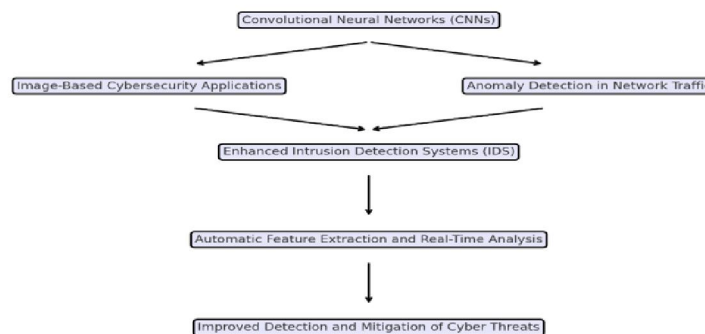 Convolutional Neural Networks (CNNs)
Image-Based Cybersecurity Applications
Anomaly Detection in Network Traffic
Enhanced Intrusion Detection Systems (IDS)
Automatic Feature Extraction and Real-Time Analysis
Improved Detection and Mitigation of Cyber Threats